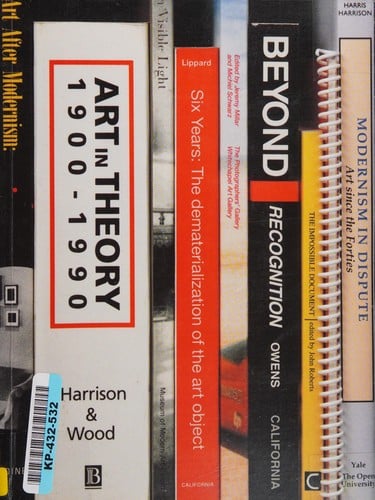 Art After Modernism:
ART IN THEORY
1900-1990
Harrison
&
Wood
B
KP-432-532
Visible Light
Museum of Modern
Lippard
Six Years: The dematerialization of the art object
CALIFORNIA
Edited by Jeremy Millar
and Michel Schwarz
The Photographers' Gallery
Whitechapel Art Gallery
BEYOND
RECOGNITION
OWENS
CALIFORNIA
THE IMPOSSIBLE DOCUMENT
edited by John Roberts
C
HARRIS
HARRISON
MODERNISM IN DISPUTE
Art since the Forties
Yale
The Open
University